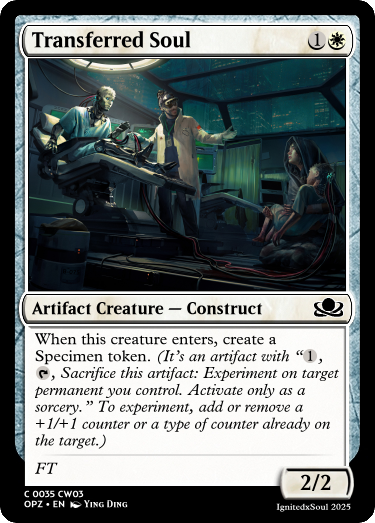 Transferred Soul 1
Artifact Creature — Construct
When this creature enters, create a
Specimen token. (It's an artifact with “1,
T, Sacrifice this artifact: Experiment on target
permanent you control. Activate only as a
sorcery.” To experiment, add or remove a
+1/+1 counter or a type of counter already on
the target.)
FT
2/2
C 0035 CW03
OPZ • EN Ying Ding
IgnitedxSoul 2025